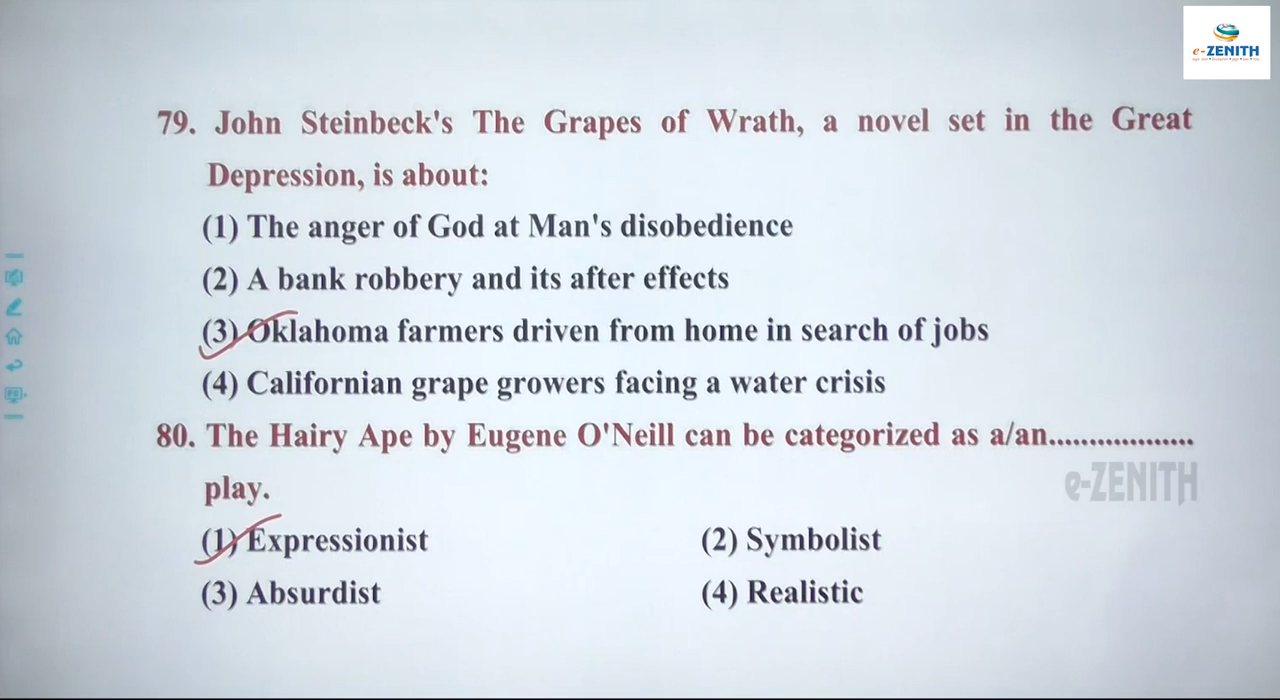 e-ZENITH
79. John Steinbeck's The Grapes of Wrath, a novel set in the Great
Depression, is about:
(1) The anger of God at Man's disobedience
(2) A bank robbery and its after effects
(3) Oklahoma farmers driven from home in search of jobs
(4) Californian grape growers facing a water crisis
80. The Hairy Ape by Eugene O'Neill can be categorized as a/an..................
e-ZENITH
play.
(1) Expressionist (2) Symbolist
(3) Absurdist (4) Realistic